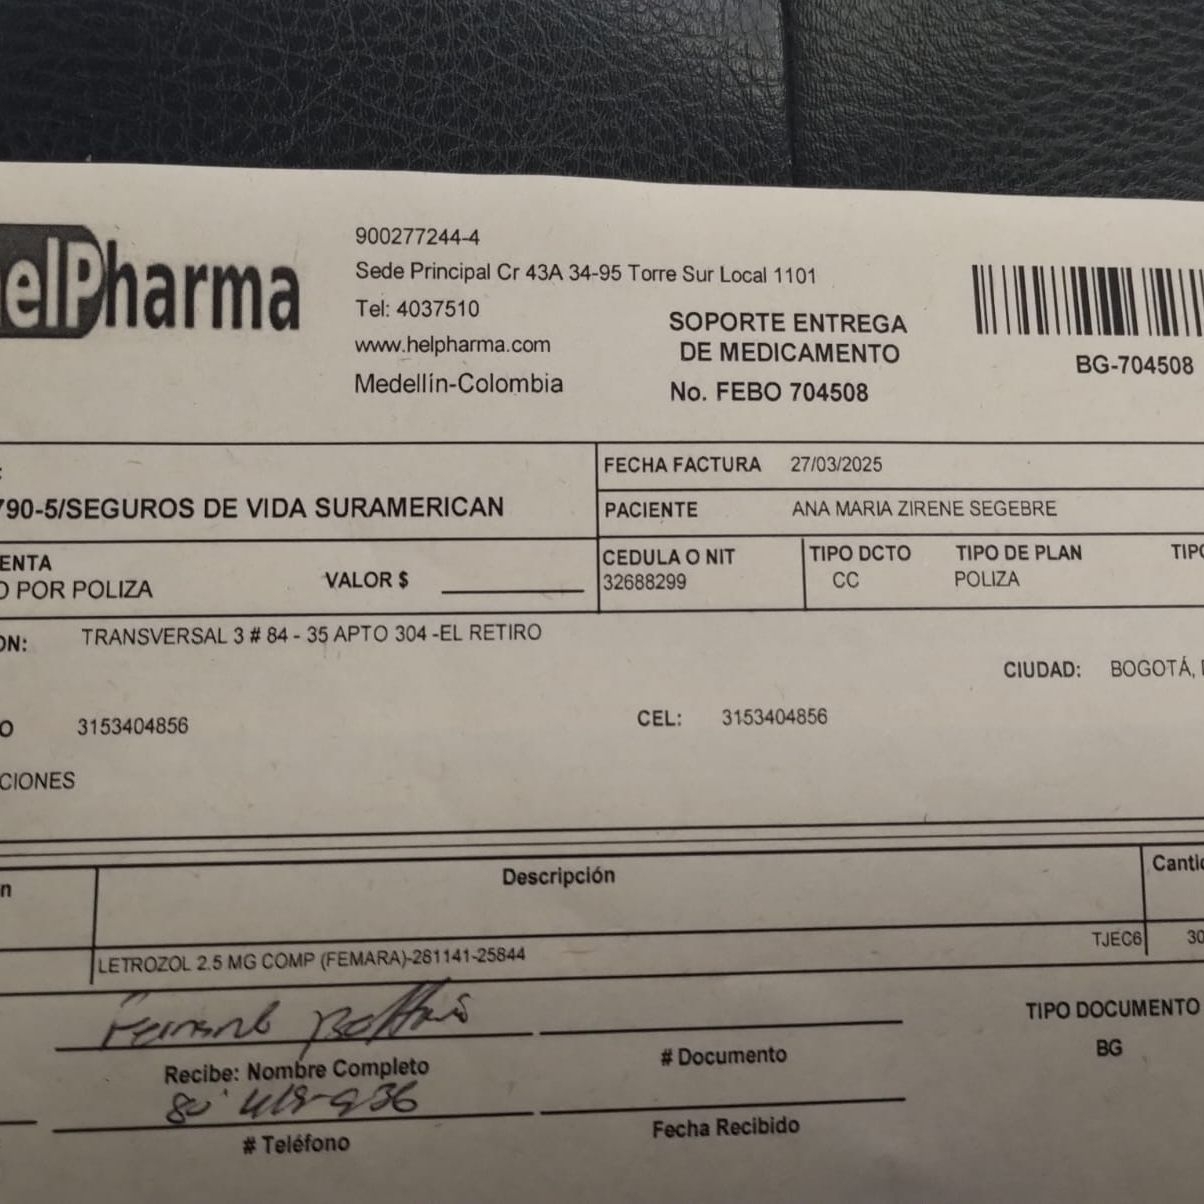 elPharma
900277244-4
Sede Principal Cr 43A 34-95 Torre Sur Local 1101
Tel: 4037510
www.helpharma.com
Medellín-Colombia
SOPORTE ENTREGA
DE MEDICAMENTO
No. FEBO 704508
BG-704508
:
790-5/SEGUROS DE VIDA SURAMERICAN
FECHA FACTURA 27/03/2025
PACIENTE ANA MARIA ZIRENE SEGEBRE
ENTA
O POR POLIZA VALOR $
CEDULA O NIT TIPO DCTO TIPO DE PLAN TIPO
32688299 CC POLIZA
ON: TRANSVERSAL 3 # 84 - 35 APTO 304 -EL RETIRO
CIUDAD: BOGOTÁ,
O 3153404856 CEL: 3153404856
CIONES
n Descripción Cantid
LETROZOL 2.5 MG COMP (FEMARA)-281141-25844 TJEC6 30
Recibe: Nombre Completo
# Documento
TIPO DOCUMENTO
BG
# Teléfono
Fecha Recibido